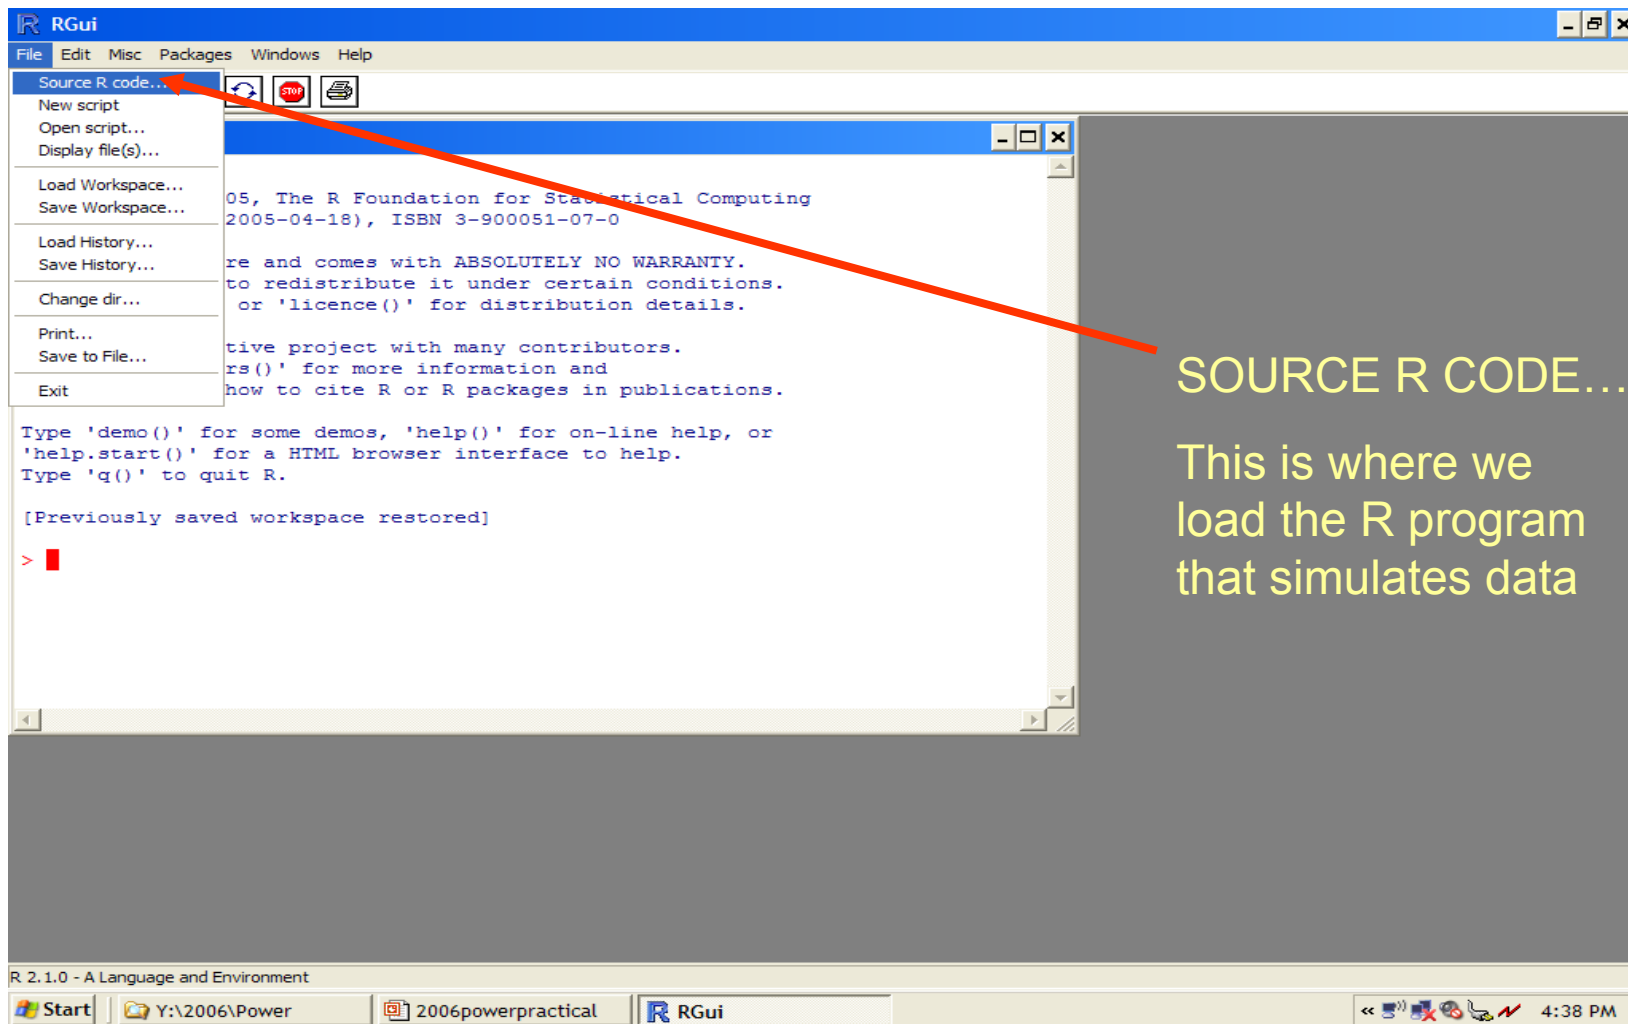 RGui
File Edit Misc Packages Windows Help
Source R code...
New script
Open script...
Display file(s)...
Load Workspace...
Save Workspace...
Load History...
Save History...
Change dir...
Print...
Save to File...
Exit
STOP
05, The R Foundation for Statistical Computing
2005-04-18), ISBN 3-900051-07-0
re and comes with ABSOLUTELY NO WARRANTY.
to redistribute it under certain conditions.
or 'licence()' for distribution details.
tive project with many contributors.
rs()' for more information and
how to cite R or R packages in publications.
Type 'demo()' for some demos, 'help()' for on-line help, or
'help.start()' for a HTML browser interface to help.
Type 'q()' to quit R.
[Previously saved workspace restored]
>
SOURCE R CODE…
This is where we
load the R program
that simulates data
R 2.1.0 - A Language and Environment
Start Y:\2006\Power 2006powerpractical RGui « 4:38 PM